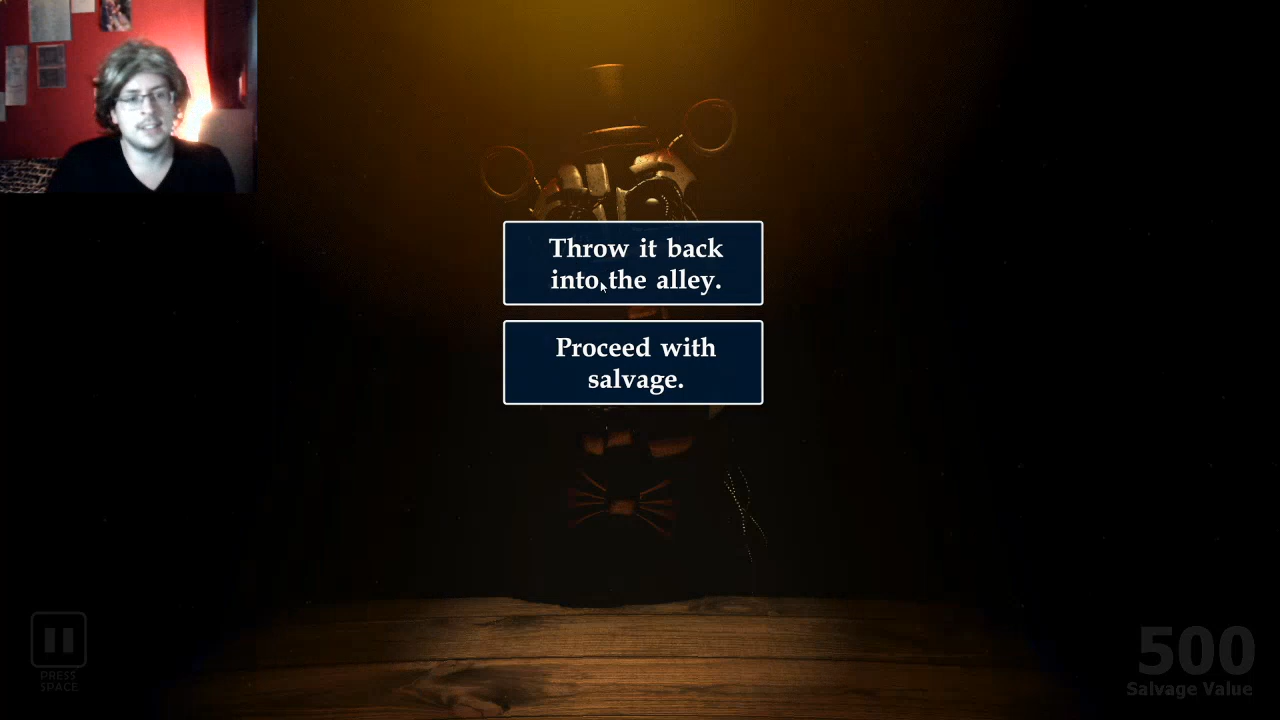 Throw it back
into the alley.
Proceed with
salvage.
PRESS
SPACE
500
Salvage Value